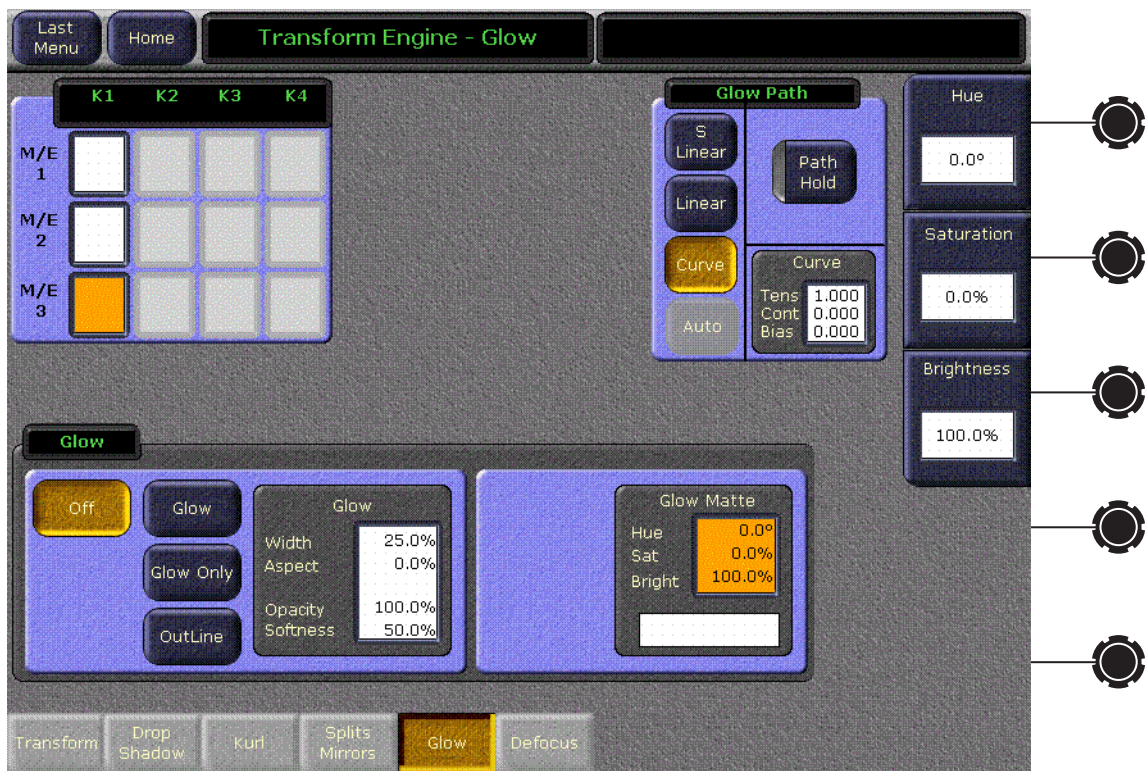 Last
Menu
Home
Transform Engine - Glow
K1 K2 K3 K4
M/E
1
M/E
2
M/E
3
Glow Path
S
Linear
Linear
Curve
Auto
Path
Hold
Curve
Tens 1.000
Cont 0.000
Bias 0.000
Hue
0.0º
Saturation
0.0%
Brightness
100.0%
Glow
Off
Glow
Glow Only
OutLine
Glow
Width 25.0%
Aspect 0.0%
Opacity 100.0%
Softness 50.0%
Glow Matte
Hue 0.0º
Sat 0.0%
Bright 100.0%
Transform
Drop
Shadow
Kurl
Splits
Mirrors
Glow
Defocus